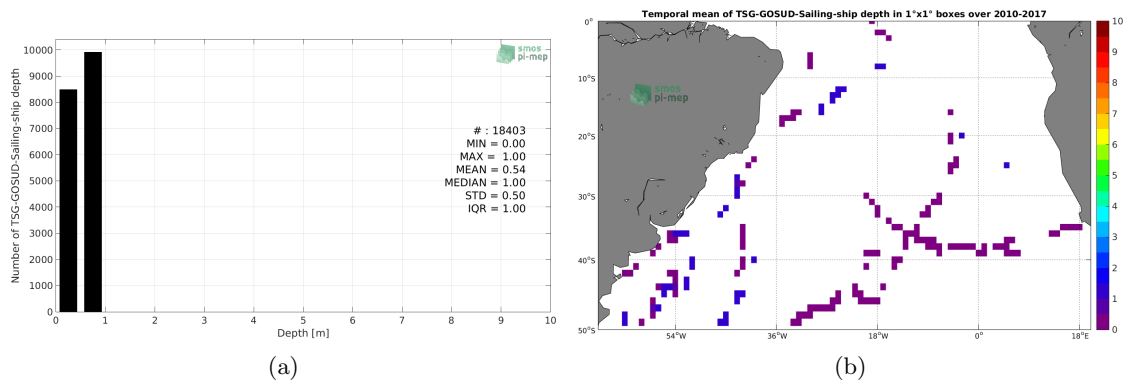 10000
9000
8000
7000
6000
5000
4000
3000
2000
1000
0
Number of TSG-GOSUD-Sailing-ship depth
smos
pi-mep
# : 18403
MIN = 0.00
MAX = 1.00
MEAN = 0.54
MEDIAN = 1.00
STD = 0.50
IQR = 1.00
0 1 2 3 4 5 6 7 8 9 10
Depth [m]
(a)
Temporal mean of TSG-GOSUD-Sailing-ship depth in 1°x1° boxes over 2010-2017
0°
10°S
20°S
30°S
40°S
50°S
smos
pi-mep
54°W 36°W 18°W 0° 18°E
10
9
8
7
6
5
4
3
2
1
0
(b)